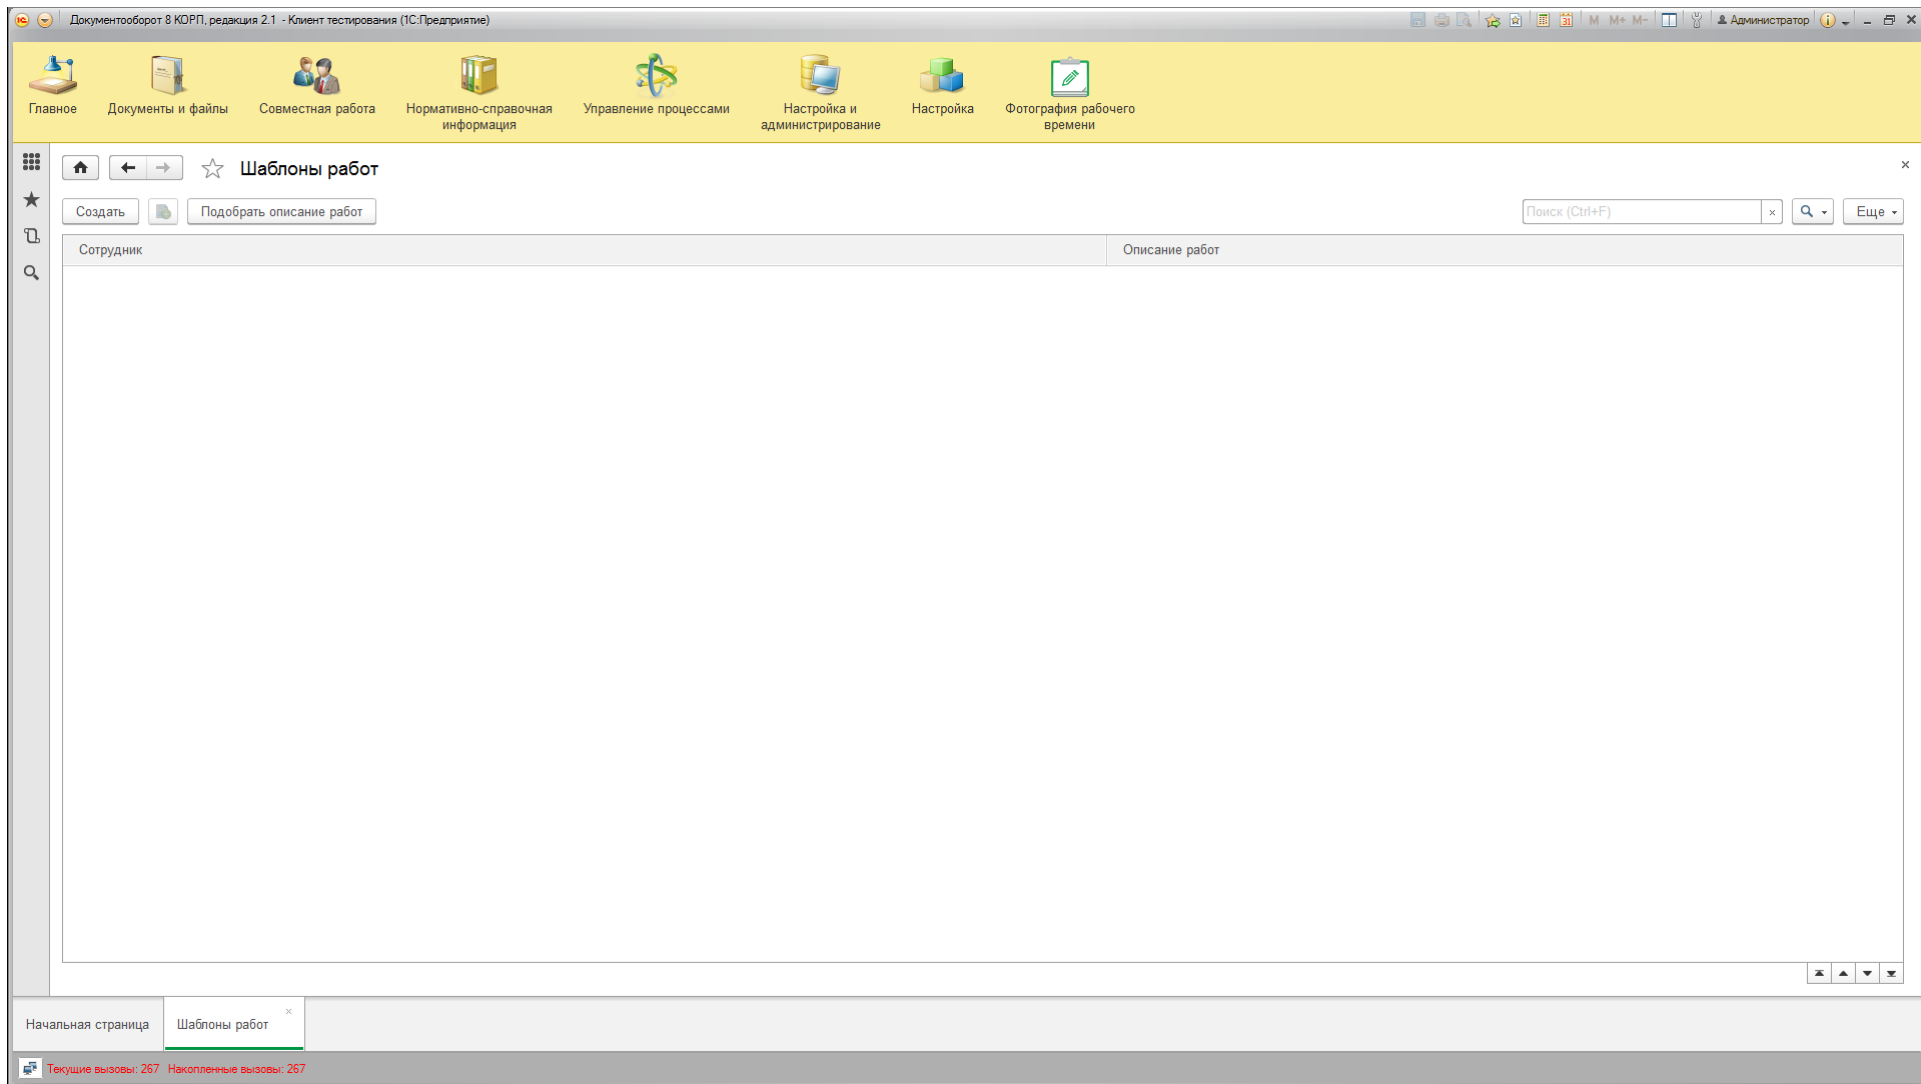 Документооборот 8 КОРП, редакция 2.1 - Клиент тестирования (1С:Предприятие)
31 M M+ M- Администратор
Главное
Документы и файлы
Совместная работа
Нормативно-справочная
информация
Управление процессами
Настройка и
администрирование
Настройка
Фотография рабочего
времени
Шаблоны работ
Создать
Подобрать описание работ
Поиск (Ctrl+F)
Еще
Сотрудник
Описание работ
Начальная страница
Шаблоны работ
Текущие вызовы: 267 Накопленные вызовы: 267